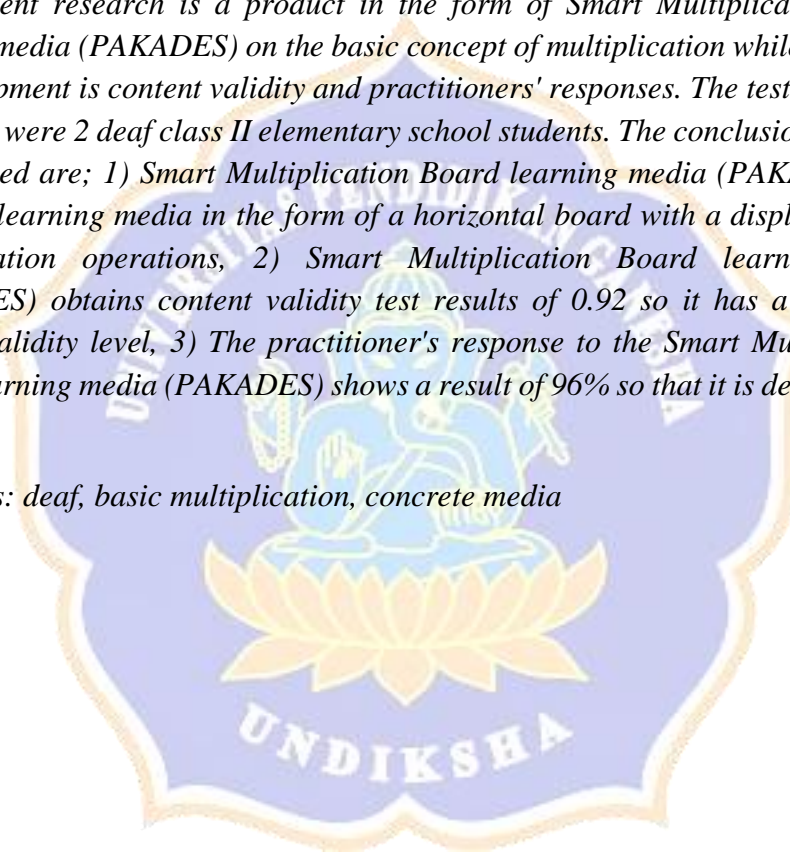 ent research is a product in the form of Smart Multiplica
media (PAKADES) on the basic concept of multiplication while
pment is content validity and practitioners' responses. The test
were 2 deaf class II elementary school students. The conclusio
ed are; 1) Smart Multiplication Board learning media (PAKA
learning media in the form of a horizontal board with a displ
ation operations, 2) Smart Multiplication Board learn
ES) obtains content validity test results of 0.92 so it has a
alidity level, 3) The practitioner's response to the Smart Mu
arning media (PAKADES) shows a result of 96% so that it is de
s: deaf, basic multiplication, concrete media
UNIVERSITAS PENDIDIKAN GANESHA
UNDIKSHA